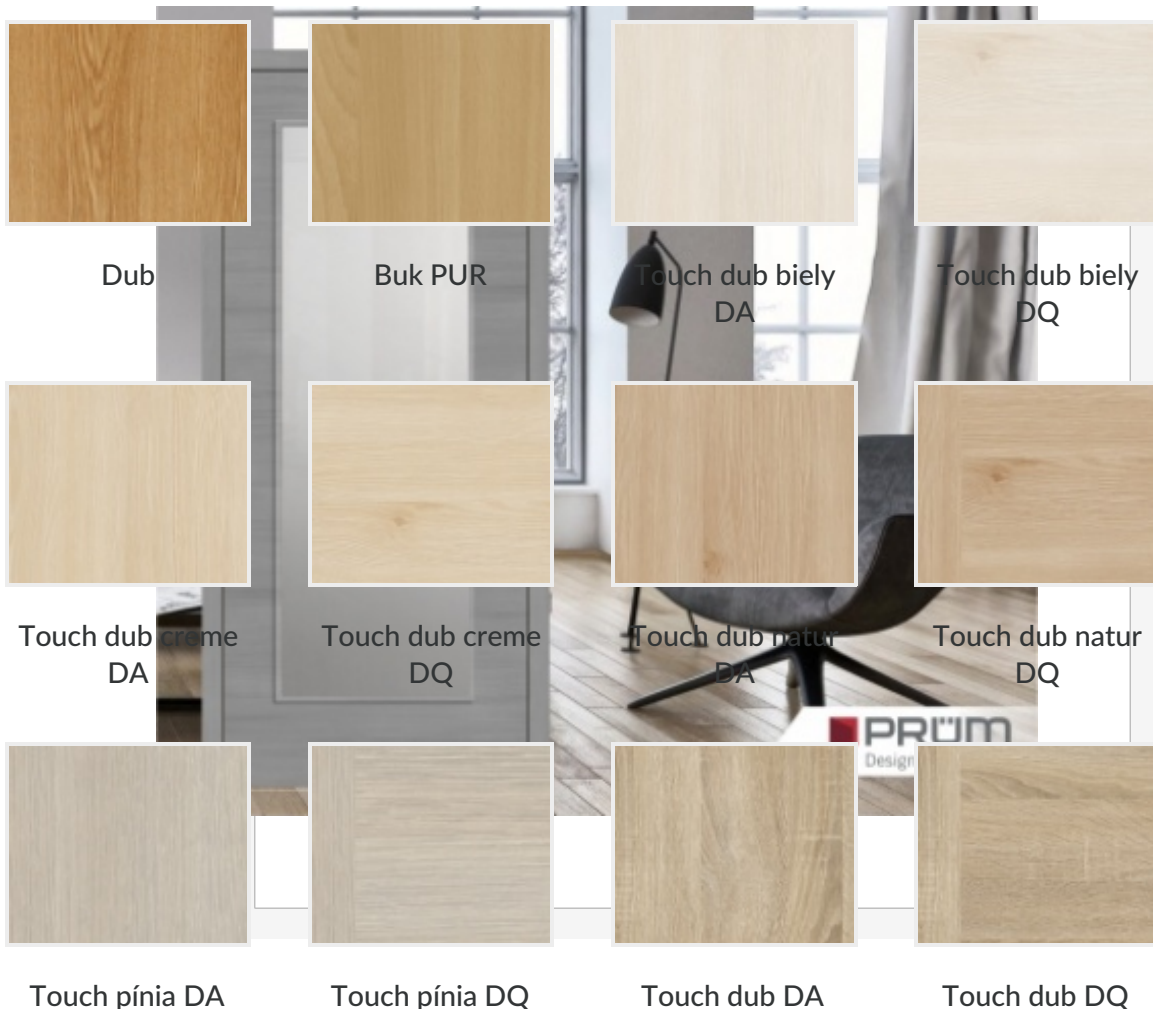 Dub
Buk PUR
Touch dub biely
DA
Touch dub biely
DQ
Touch dub creme
DA
Touch dub creme
DQ
Touch dub natur
DA
Touch dub natur
DQ
PRÜM
Design
Touch pínia DA
Touch pínia DQ
Touch dub DA
Touch dub DQ